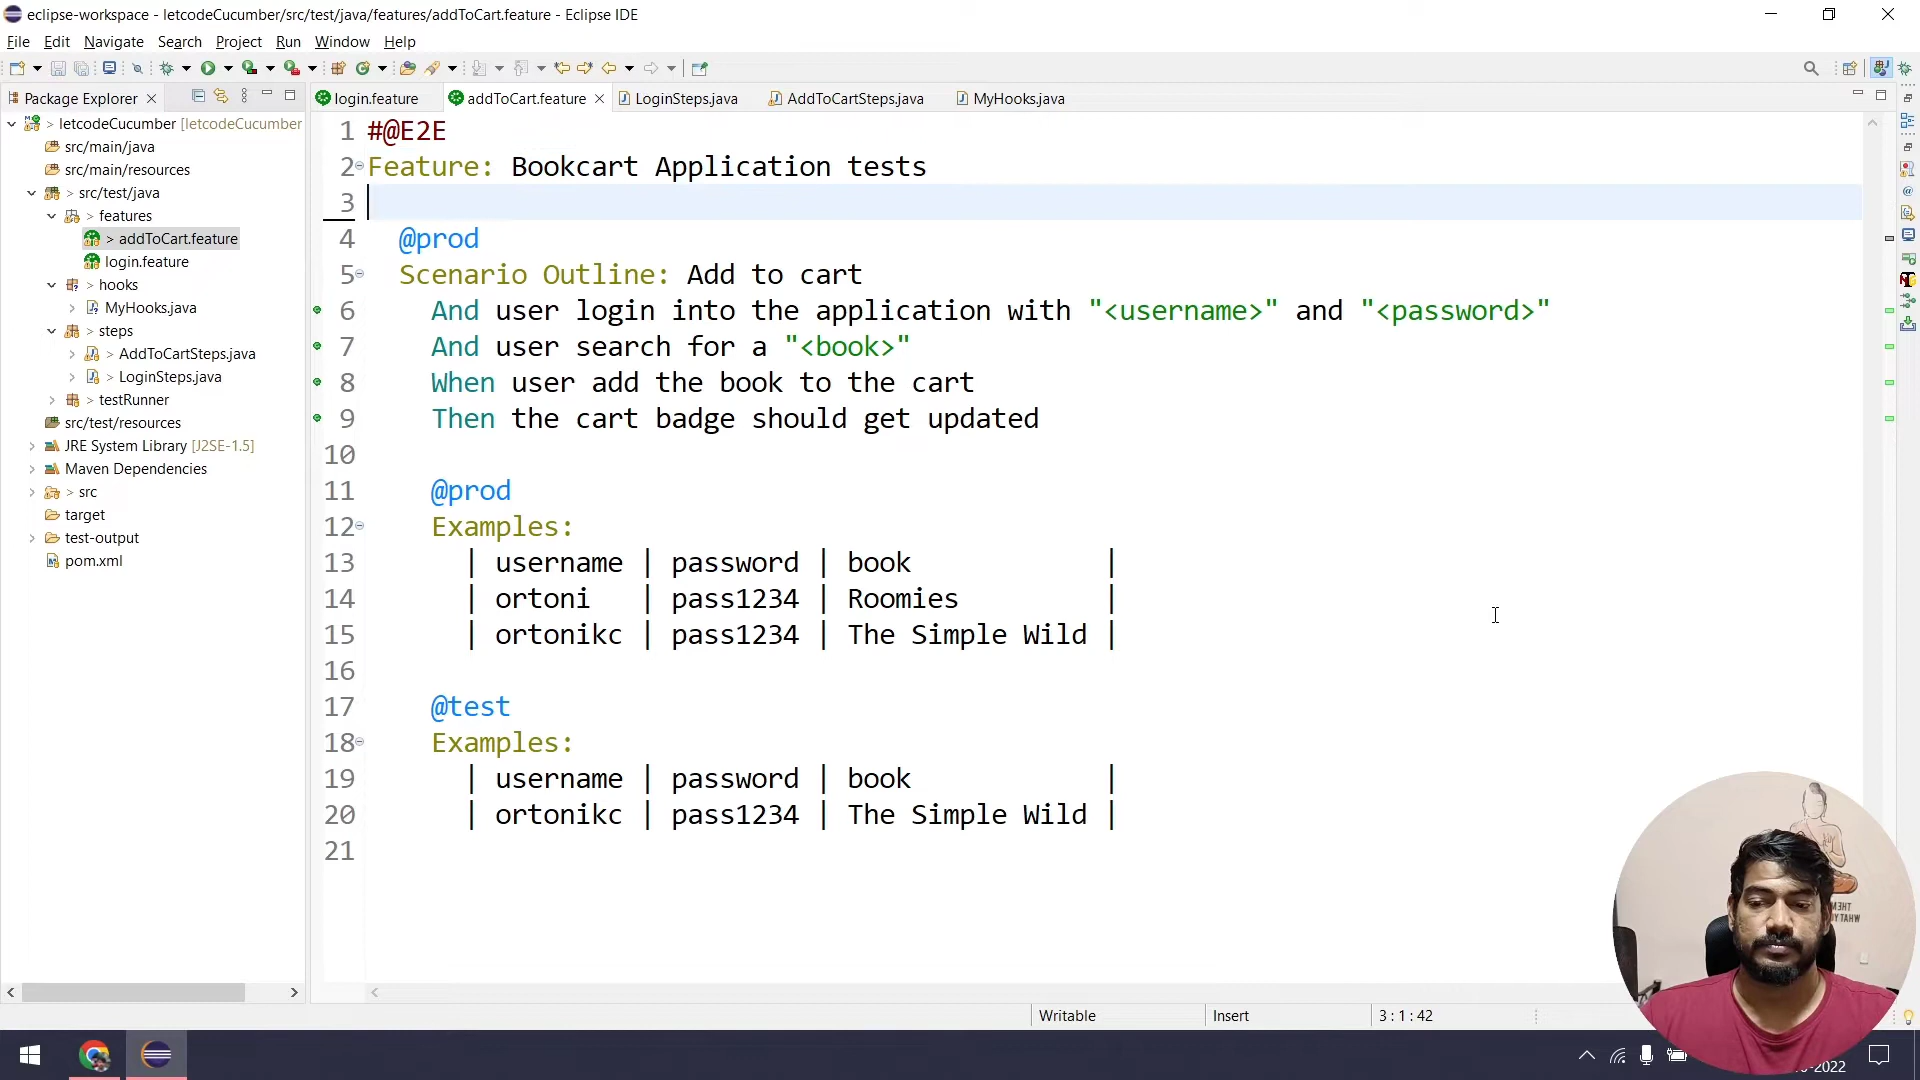 eclipse-workspace - letcodeCucumber/src/test/java/features/addToCart.feature - Eclipse IDE
File Edit Navigate Search Project Run Window Help
Package Explorer
login.feature addToCart.feature LoginSteps.java AddToCartSteps.java MyHooks.java
> letcodeCucumber [letcodeCucumber
src/main/java
src/main/resources
> src/test/java
> features
> addToCart.feature
login.feature
> hooks
MyHooks.java
> steps
> AddToCartSteps.java
> LoginSteps.java
> testRunner
src/test/resources
JRE System Library [J2SE-1.5]
Maven Dependencies
> src
target
test-output
pom.xml
1 #@E2E
2 Feature: Bookcart Application tests
3
4 @prod
5 Scenario Outline: Add to cart
6 And user login into the application with "<username>" and "<password>"
7 And user search for a "<book>"
8 When user add the book to the cart
9 Then the cart badge should get updated
10
11 @prod
12 Examples:
13 | username | password | book |
14 | ortoni | pass1234 | Roomies |
15 | ortonikc | pass1234 | The Simple Wild |
16
17 @test
18 Examples:
19 | username | password | book |
20 | ortonikc | pass1234 | The Simple Wild |
21
Writable Insert 3 : 1 : 42
-2022